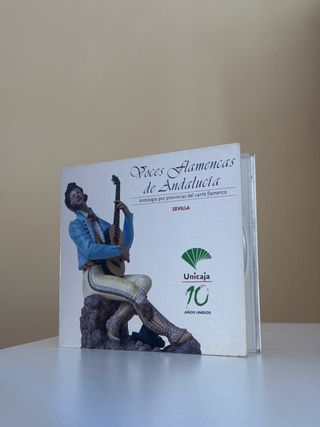 Voces Flamencas
de Andalucía
Antología por provincias del cante flamenco
SEVILLA
Unicaja
10
AÑOS UNIDOS